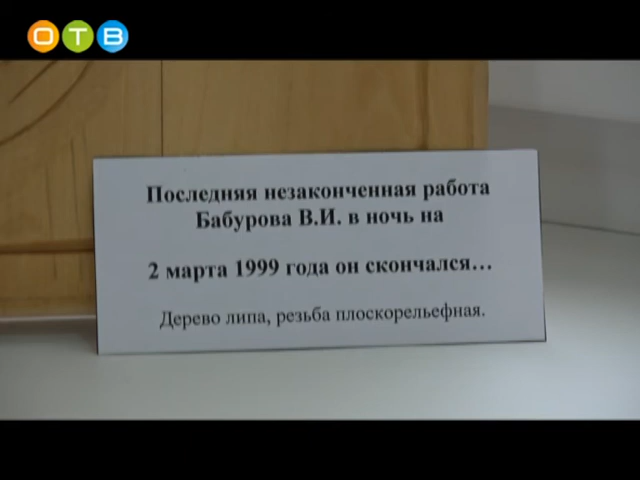 ОТВ
Последняя незаконченная работа
Бабурова В.И. в ночь на
2 марта 1999 года он скончался…
Дерево липа, резьба плоскорельефная.